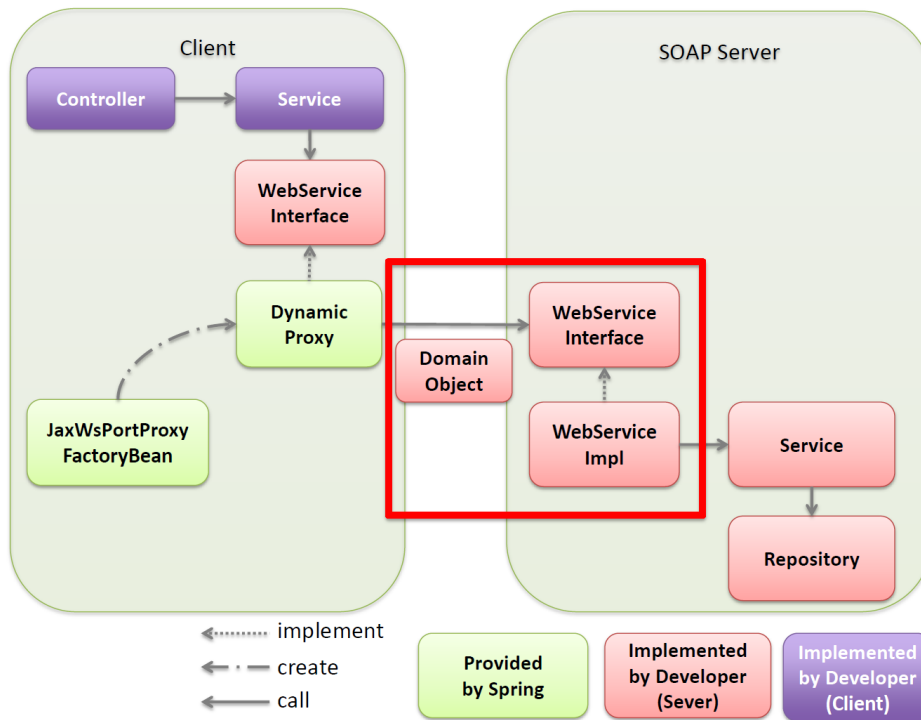 Client
SOAP Server
Controller
Service
WebService
Interface
Dynamic
Proxy
WebService
Interface
Domain
Object
JaxWsPortProxy
FactoryBean
WebService
Impl
Service
Repository
implement
create
call
Provided
by Spring
Implemented
by Developer
(Sever)
Implemented
by Developer
(Client)